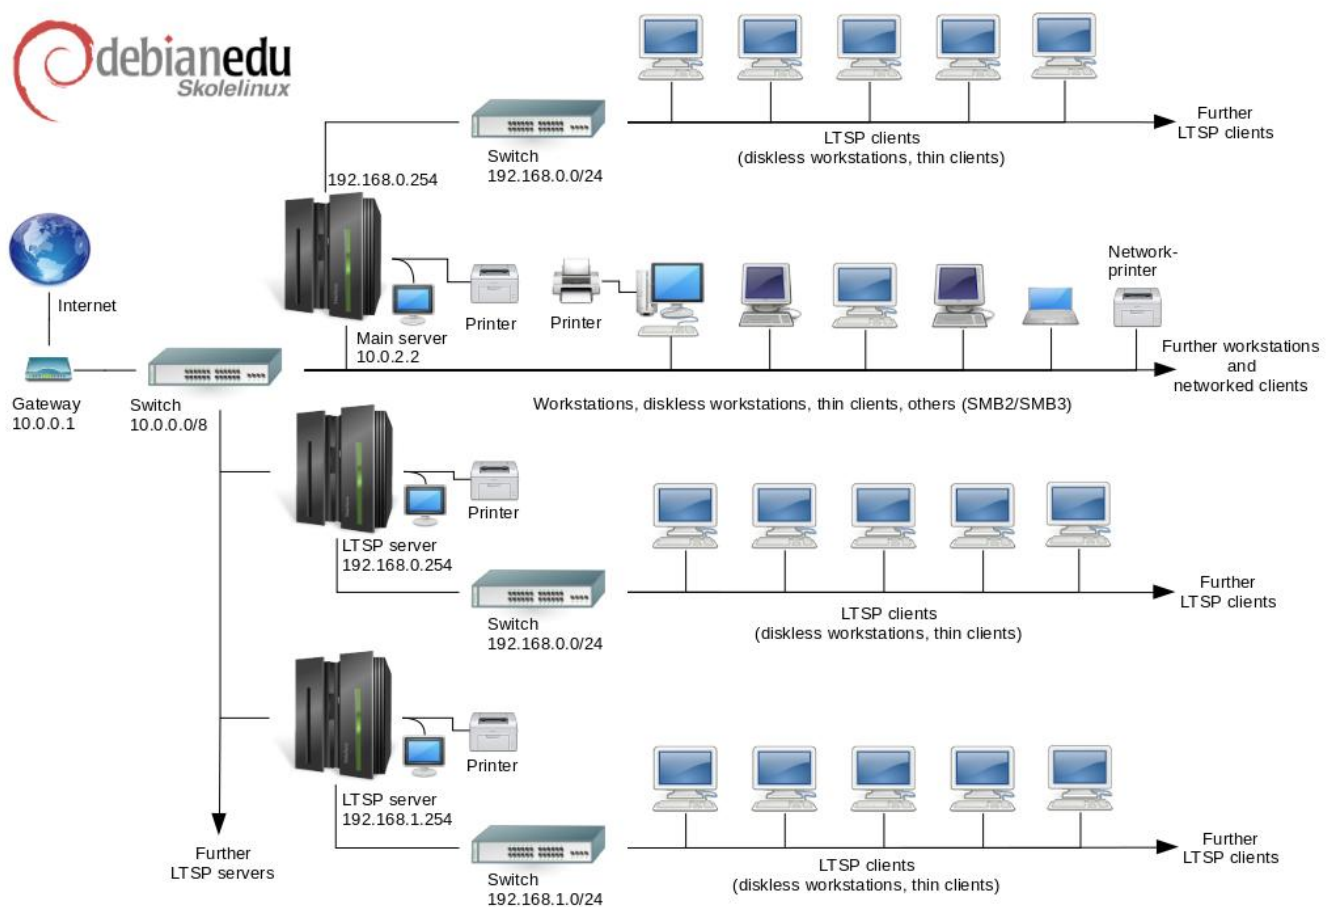 debianedu
Skolelinux
Further
LTSP clients
LTSP clients
(diskless workstations, thin clients)
Switch
192.168.0.0/24
192.168.0.254
Network-
printer
Internet
Printer
Printer
Main server
10.0.2.2
Further workstations
and
networked clients
Gateway
10.0.0.1
Switch
10.0.0.0/8
Workstations, diskless workstations, thin clients, others (SMB2/SMB3)
Printer
LTSP server
192.168.0.254
Further
LTSP clients
LTSP clients
(diskless workstations, thin clients)
Switch
192.168.0.0/24
Printer
LTSP server
192.168.1.254
Further
LTSP servers
Further
LTSP clients
LTSP clients
(diskless workstations, thin clients)
Switch
192.168.1.0/24